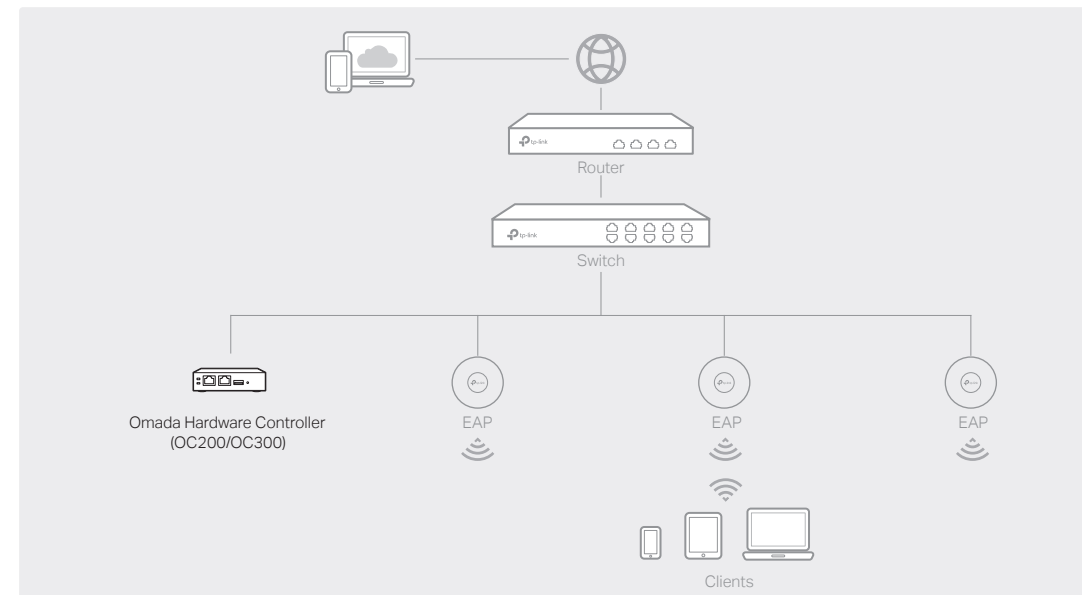 tp-link
Router
tp-link
Switch
Omada Hardware Controller
(OC200/OC300)
EAP
EAP
EAP
Clients